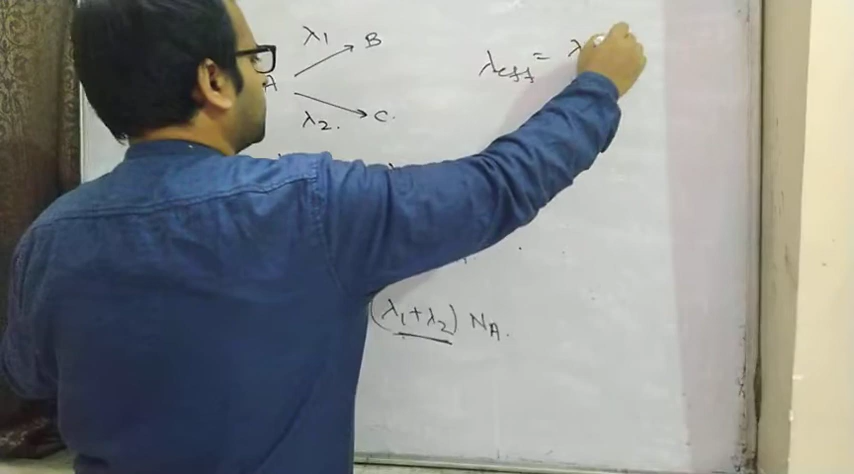 λ1 B
A
λ2. C.
λeff = λ
(λ1+λ2) NA.